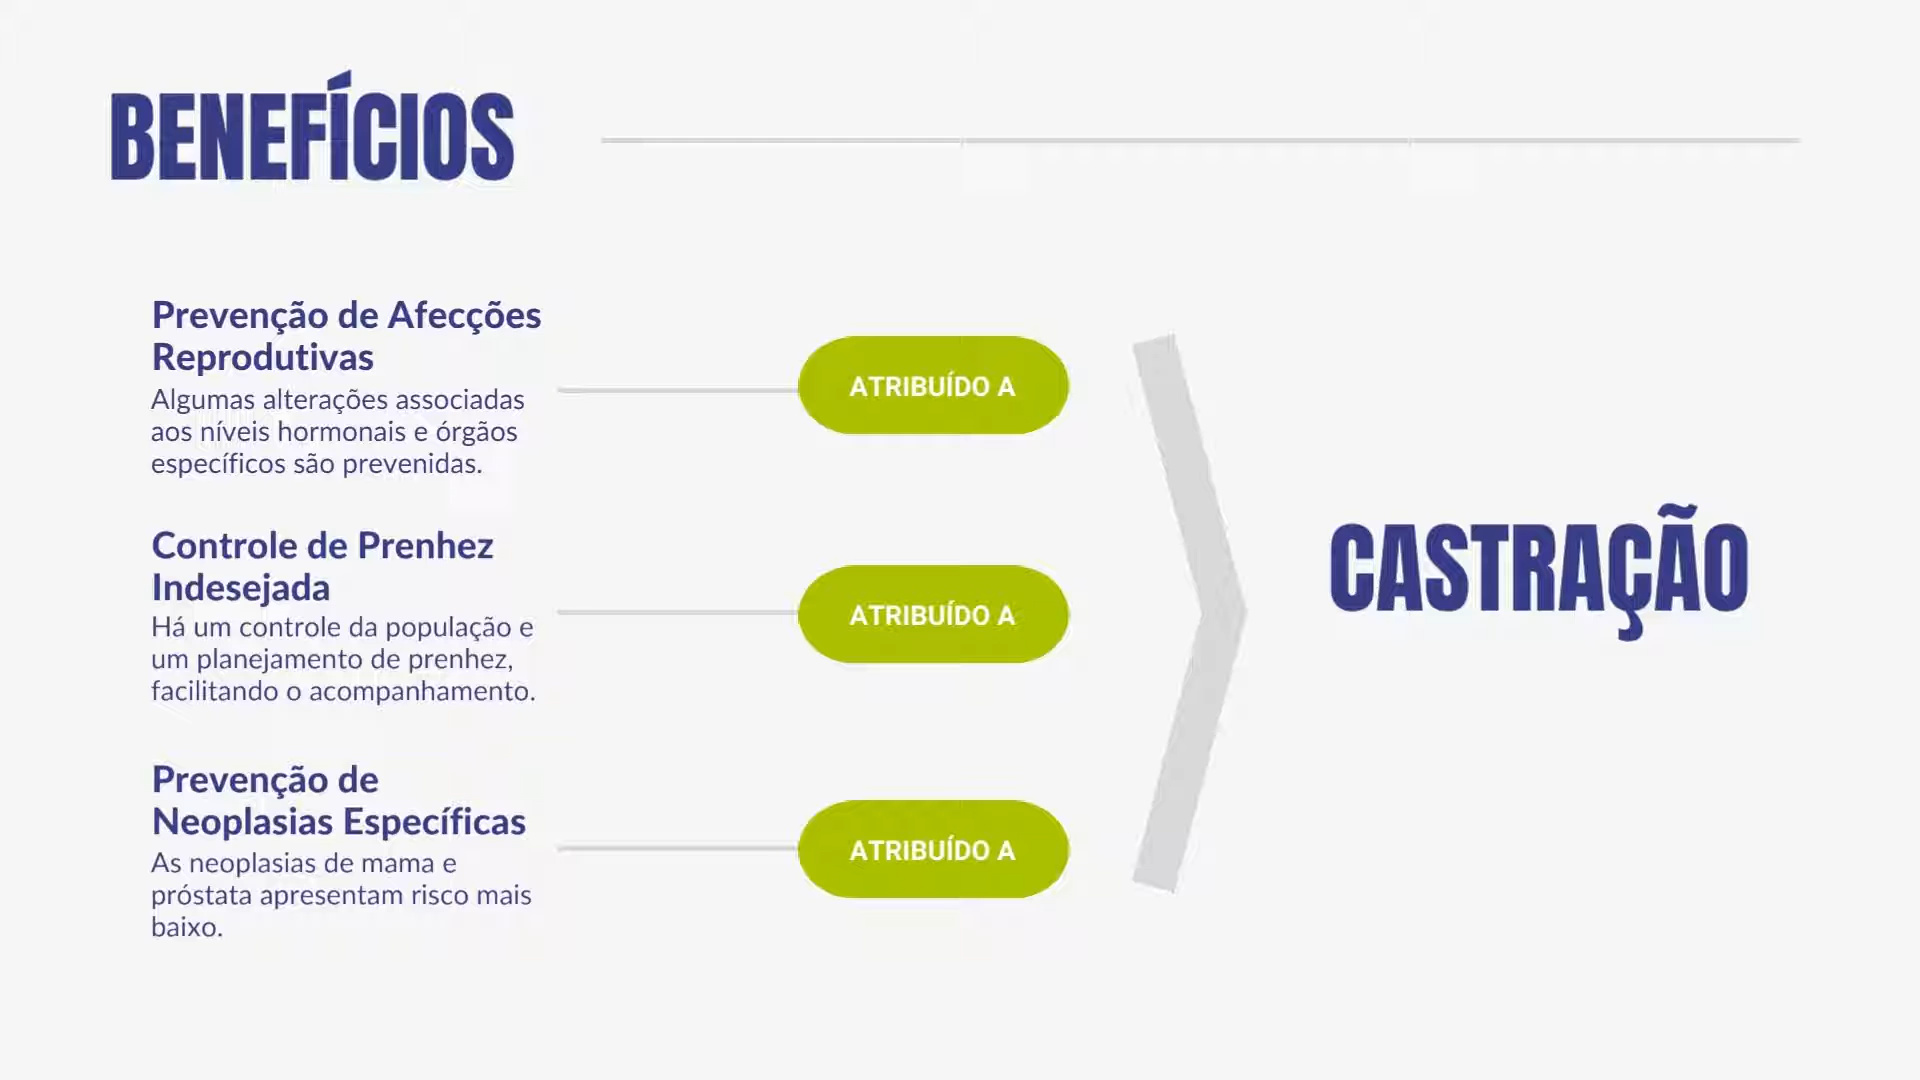 BENEFÍCIOS
Prevenção de Afecções
Reprodutivas
Algumas alterações associadas
aos níveis hormonais e órgãos
específicos são prevenidas.
ATRIBUÍDO A
Controle de Prenhez
Indesejada
Há um controle da população e
um planejamento de prenhez,
facilitando o acompanhamento.
ATRIBUÍDO A
Prevenção de
Neoplasias Específicas
As neoplasias de mama e
próstata apresentam risco mais
baixo.
ATRIBUÍDO A
CASTRAÇÃO